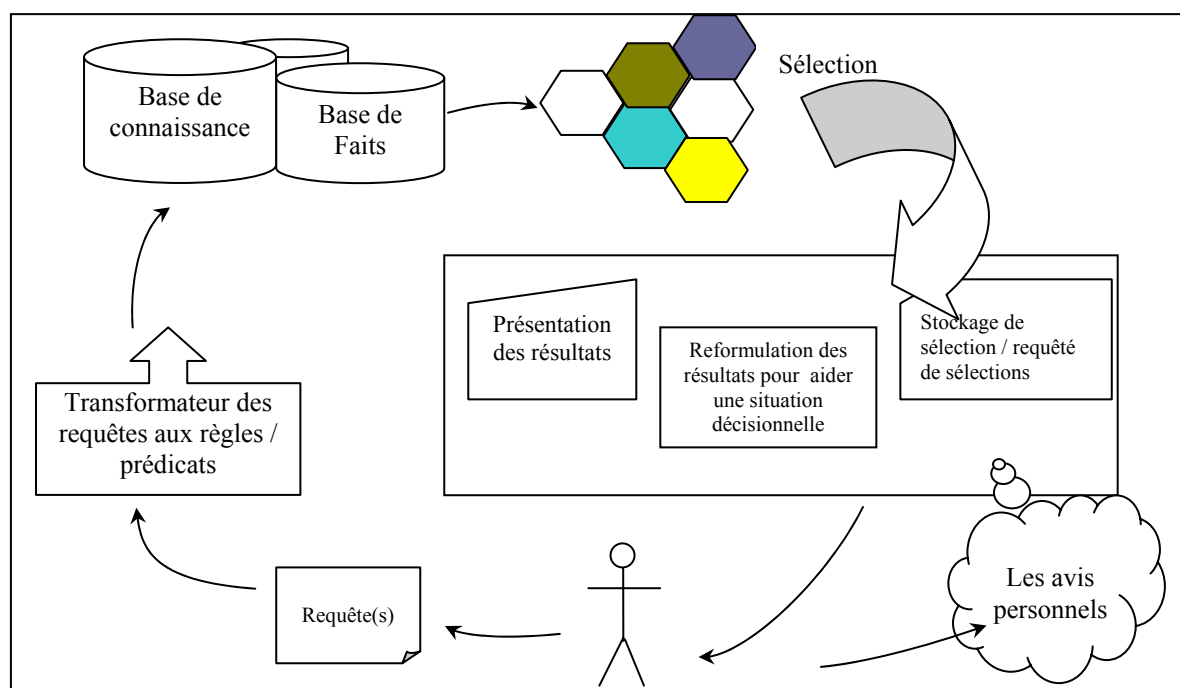 Base de
connaissance
Base de
Faits
Sélection
Présentation
des résultats
Reformulation des
résultats pour aider
une situation
décisionnelle
Stockage de
sélection / requêté
de sélections
Transformateur des
requêtes aux règles /
prédicats
Requête(s)
Les avis
personnels